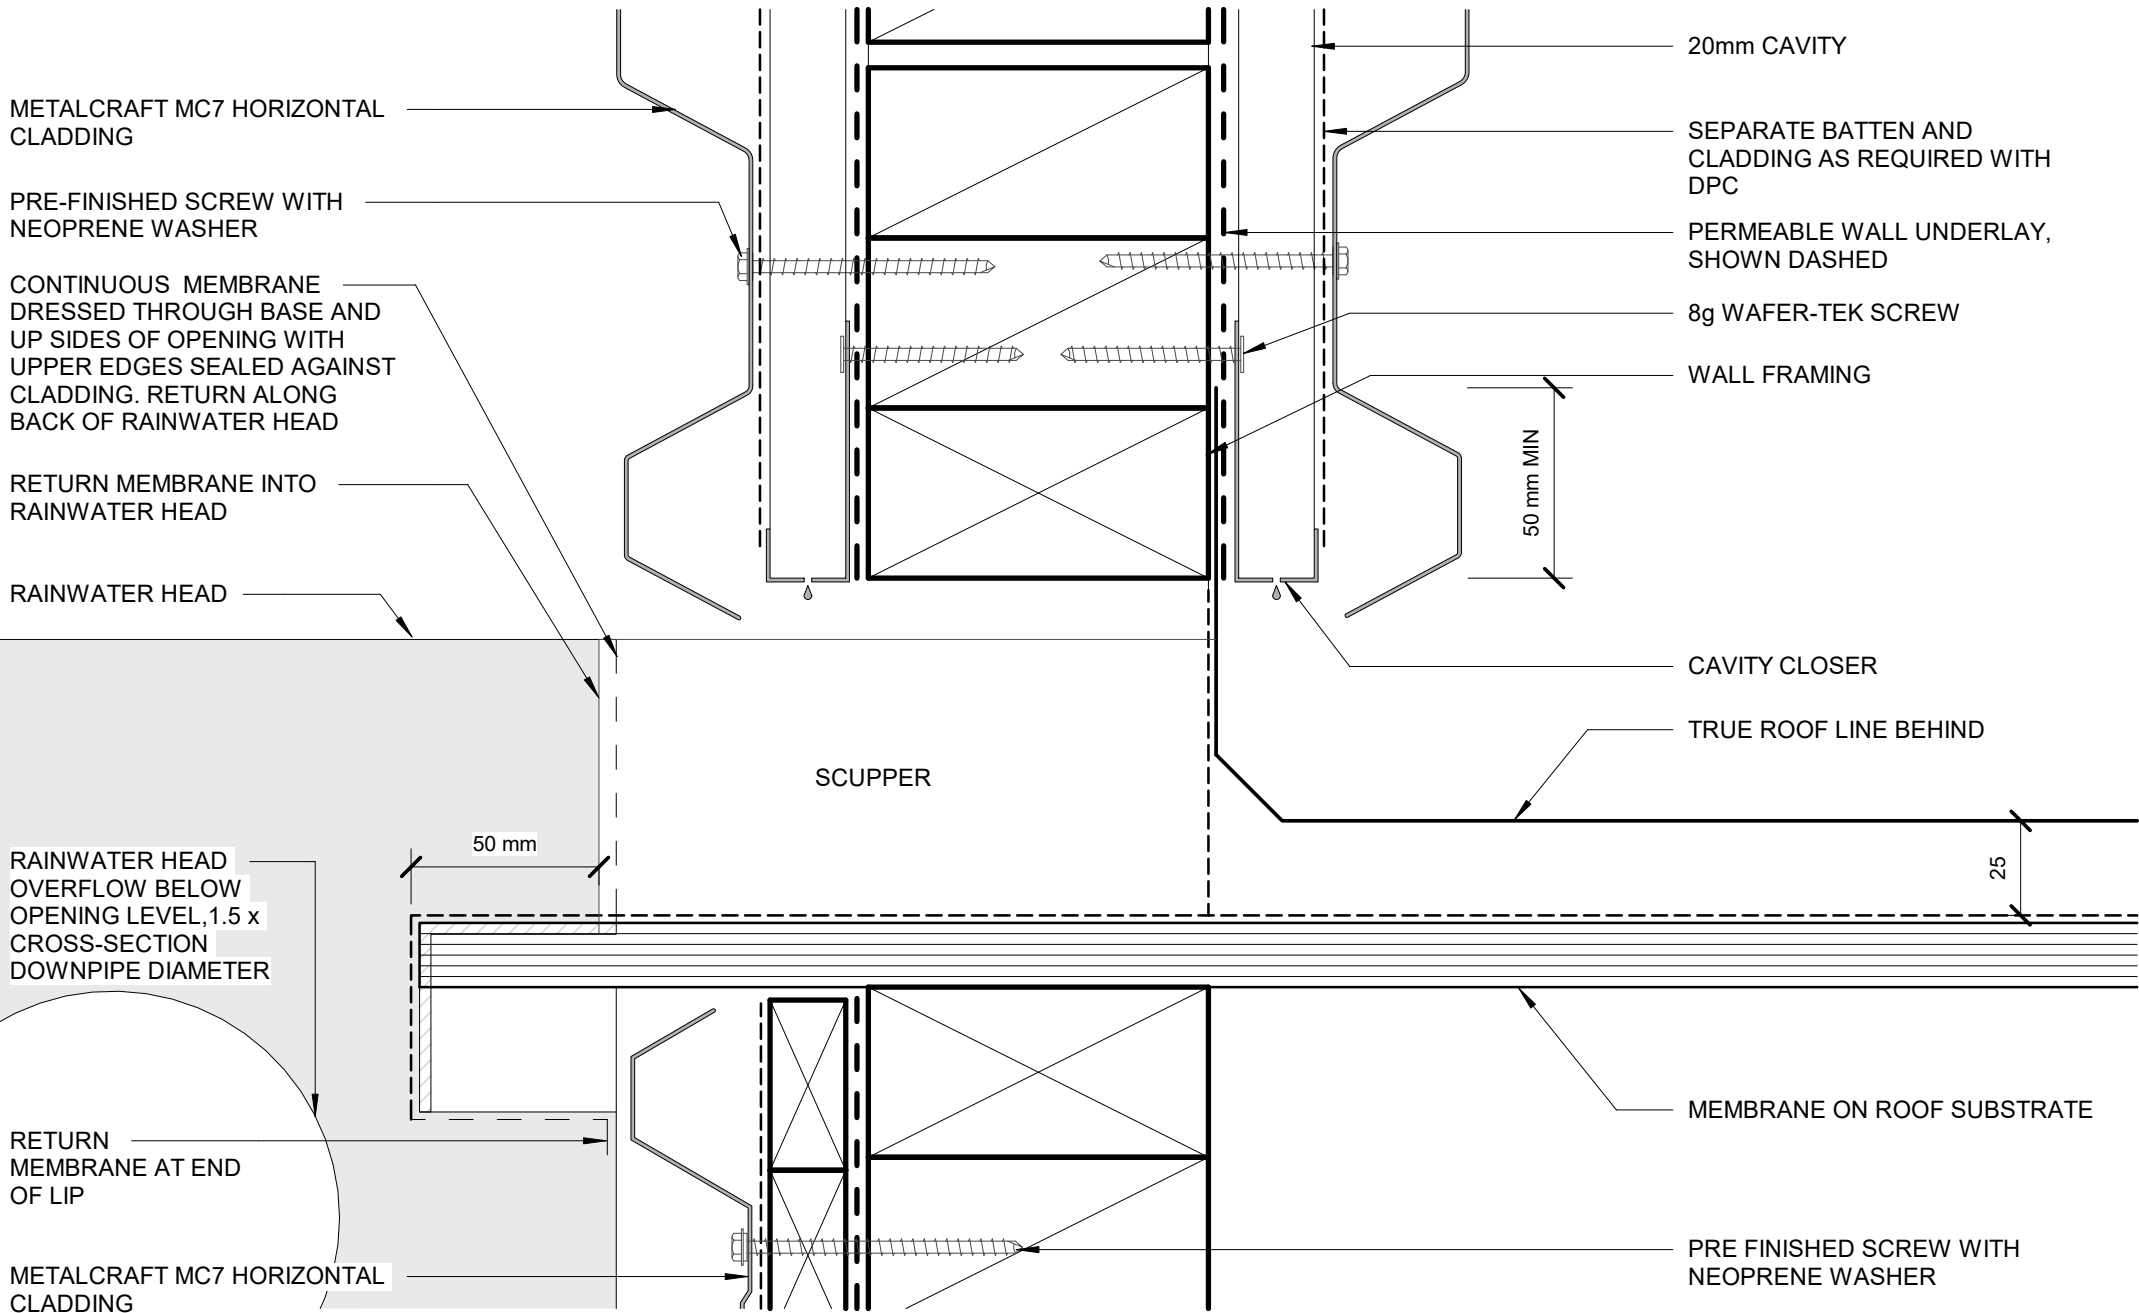 METALCRAFT MC7 HORIZONTAL
CLADDING
PRE-FINISHED SCREW WITH
NEOPRENE WASHER
CONTINUOUS MEMBRANE
DRESSED THROUGH BASE AND
UP SIDES OF OPENING WITH
UPPER EDGES SEALED AGAINST
CLADDING. RETURN ALONG
BACK OF RAINWATER HEAD
RETURN MEMBRANE INTO
RAINWATER HEAD
RAINWATER HEAD
RAINWATER HEAD
OVERFLOW BELOW
OPENING LEVEL,1.5 x
CROSS-SECTION
DOWNPIPE DIAMETER
RETURN
MEMBRANE AT END
OF LIP
METALCRAFT MC7 HORIZONTAL
CLADDING
50 mm
SCUPPER
50 mm MIN
25
20mm CAVITY
SEPARATE BATTEN AND
CLADDING AS REQUIRED WITH
DPC
PERMEABLE WALL UNDERLAY,
SHOWN DASHED
8g WAFER-TEK SCREW
WALL FRAMING
CAVITY CLOSER
TRUE ROOF LINE BEHIND
MEMBRANE ON ROOF SUBSTRATE
PRE FINISHED SCREW WITH
NEOPRENE WASHER